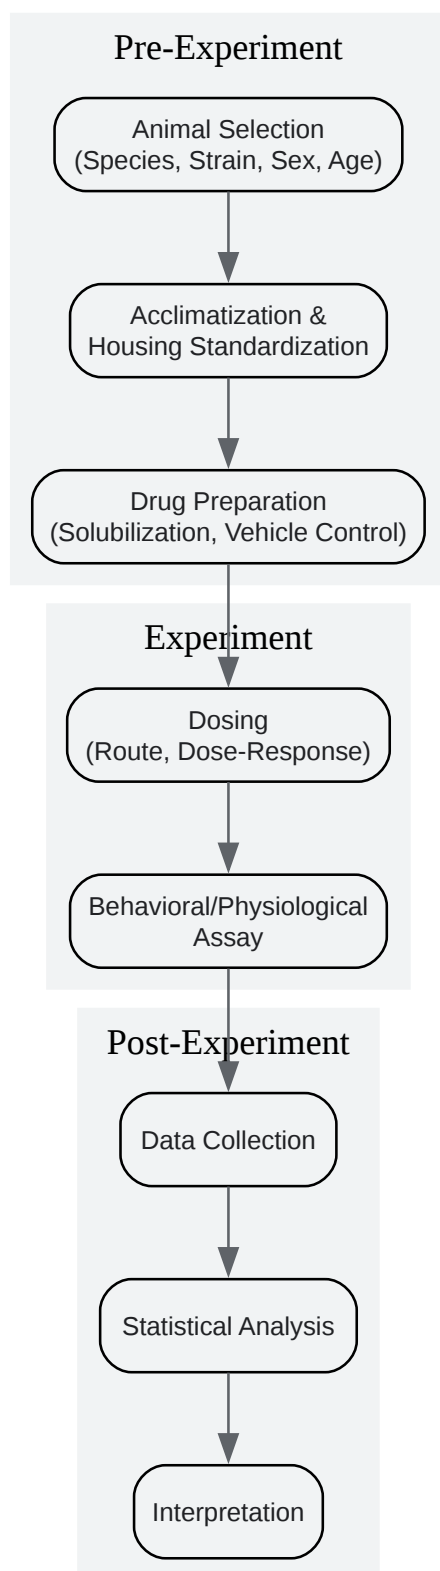 Pre-Experiment
Animal Selection
(Species, Strain, Sex, Age)
Acclimatization &
Housing Standardization
Drug Preparation
(Solubilization, Vehicle Control)
Experiment
Dosing
(Route, Dose-Response)
Behavioral/Physiological
Assay
Post-Experiment
Data Collection
Statistical Analysis
Interpretation